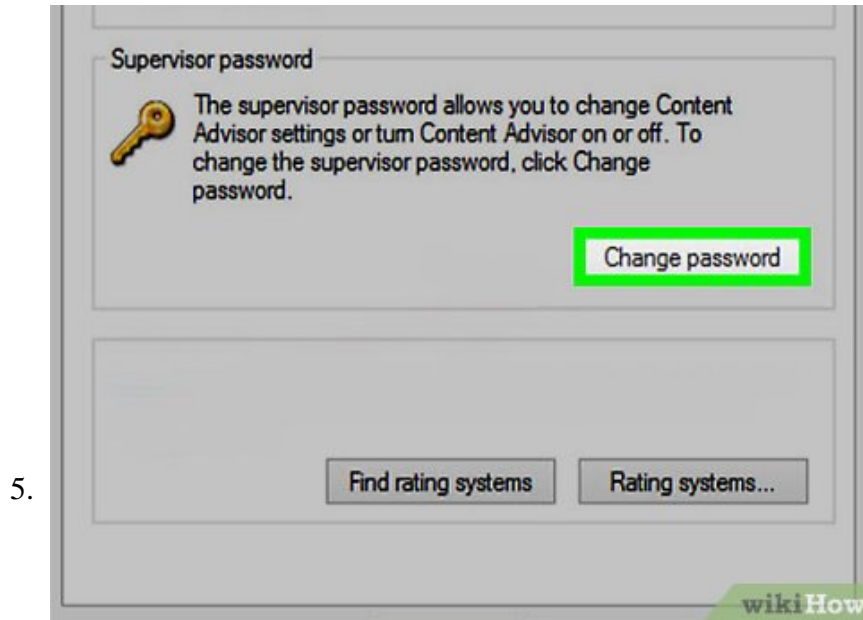 Supervisor password
The supervisor password allows you to change Content
Advisor settings or turn Content Advisor on or off. To
change the supervisor password, click Change
password.
Change password
5.
Find rating systems Rating systems...
wikiHow